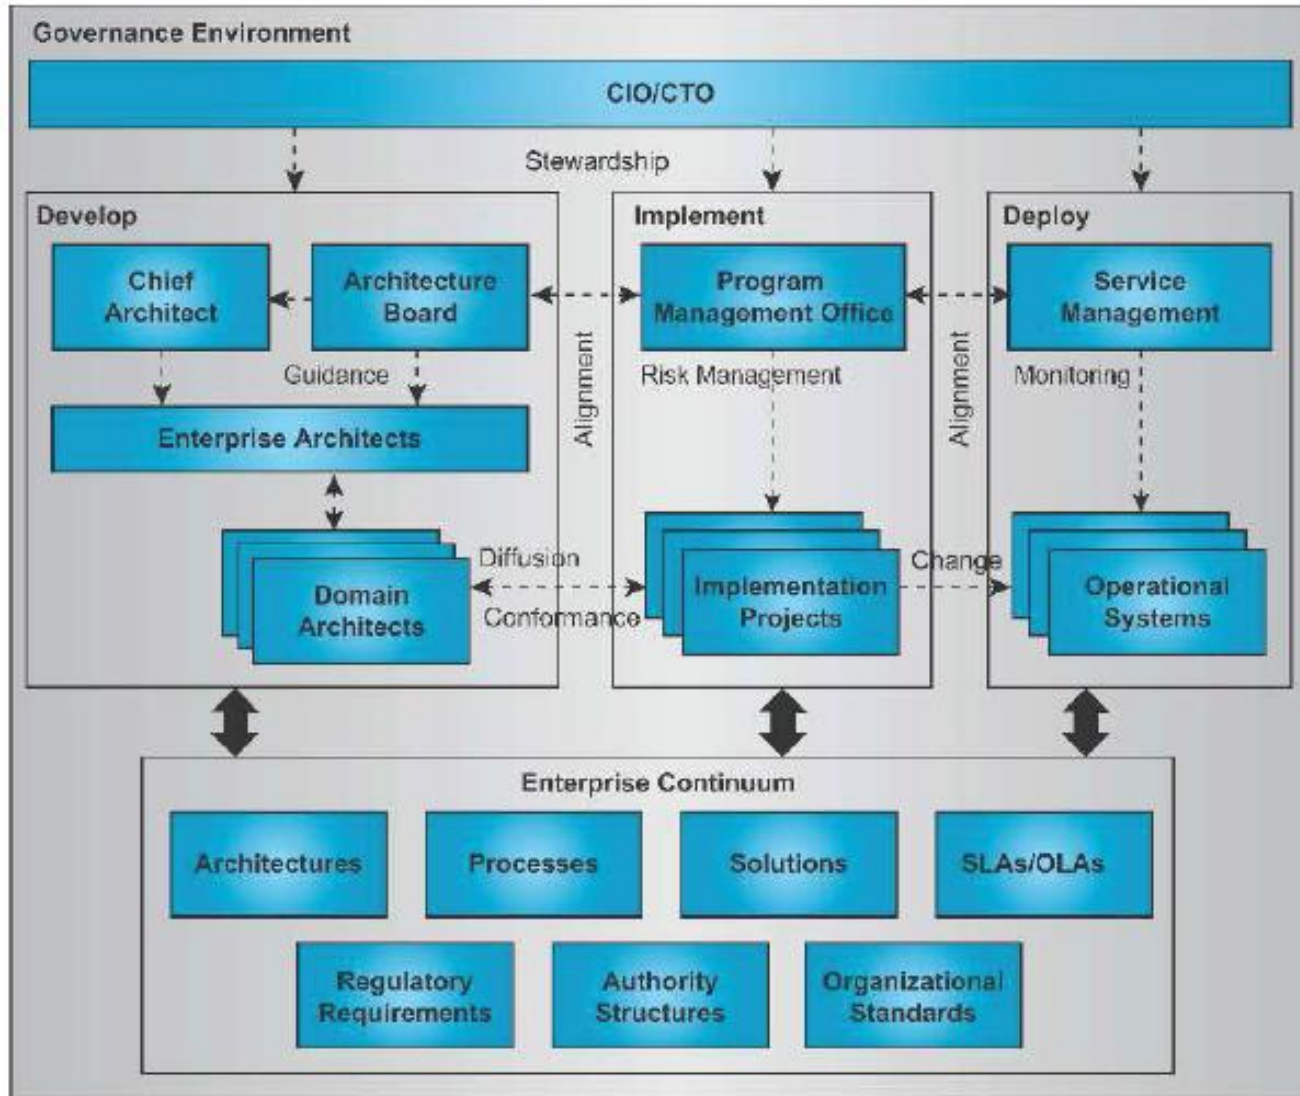 Governance Environment
CIO/CTO
Stewardship
Develop
Chief
Architect
Architecture
Board
Guidance
Enterprise Architects
Domain
Architects
Alignment
Diffusion
Conformance
Implement
Program
Management Office
Risk Management
Implementation
Projects
Alignment
Change
Deploy
Service
Management
Monitoring
Operational
Systems
Enterprise Continuum
Architectures
Processes
Solutions
SLAs/OLAs
Regulatory
Requirements
Authority
Structures
Organizational
Standards